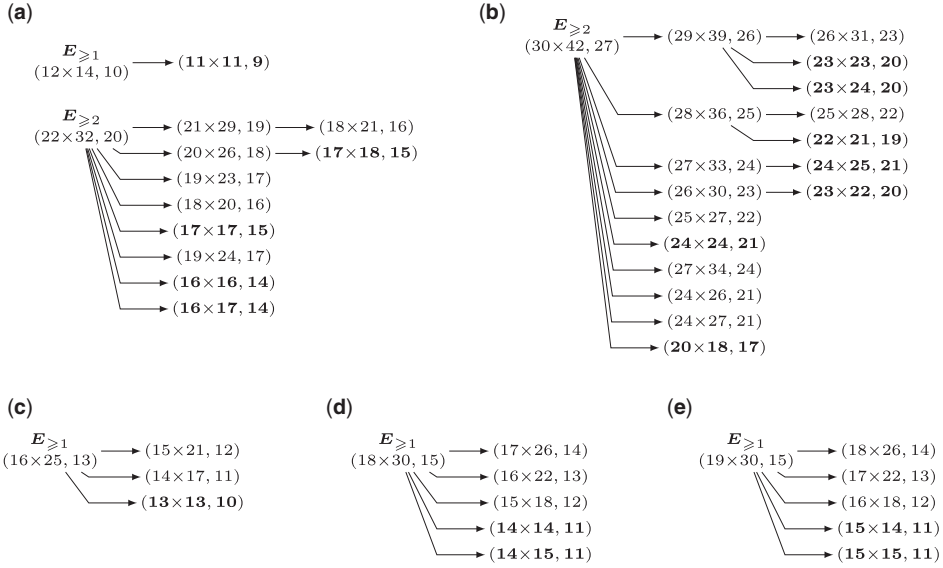 (a)
E⩾1
(12×14, 10) (11×11, 9)
E⩾2
(22×32, 20) (21×29, 19) (18×21, 16)
(20×26, 18) (17×18, 15)
(19×23, 17)
(18×20, 16)
(17×17, 15)
(19×24, 17)
(16×16, 14)
(16×17, 14)
(b)
E⩾2
(30×42, 27) (29×39, 26) (26×31, 23)
(23×23, 20)
(23×24, 20)
(28×36, 25) (25×28, 22)
(22×21, 19)
(27×33, 24) (24×25, 21)
(26×30, 23) (23×22, 20)
(25×27, 22)
(24×24, 21)
(27×34, 24)
(24×26, 21)
(24×27, 21)
(20×18, 17)
(c)
E⩾1
(16×25, 13) (15×21, 12)
(14×17, 11)
(13×13, 10)
(d)
E⩾1
(18×30, 15) (17×26, 14)
(16×22, 13)
(15×18, 12)
(14×14, 11)
(14×15, 11)
(e)
E⩾1
(19×30, 15) (18×26, 14)
(17×22, 13)
(16×18, 12)
(15×14, 11)
(15×15, 11)